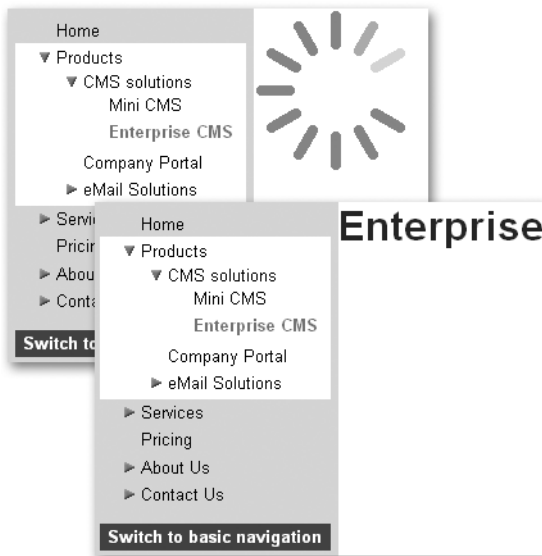 Home
Products
CMS solutions
Mini CMS
Enterprise CMS
Company Portal
eMail Solutions
Switch to
Home
Products
CMS solutions
Mini CMS
Enterprise CMS
Company Portal
eMail Solutions
Services
Pricing
About Us
Contact Us
Switch to basic navigation
Enterprise